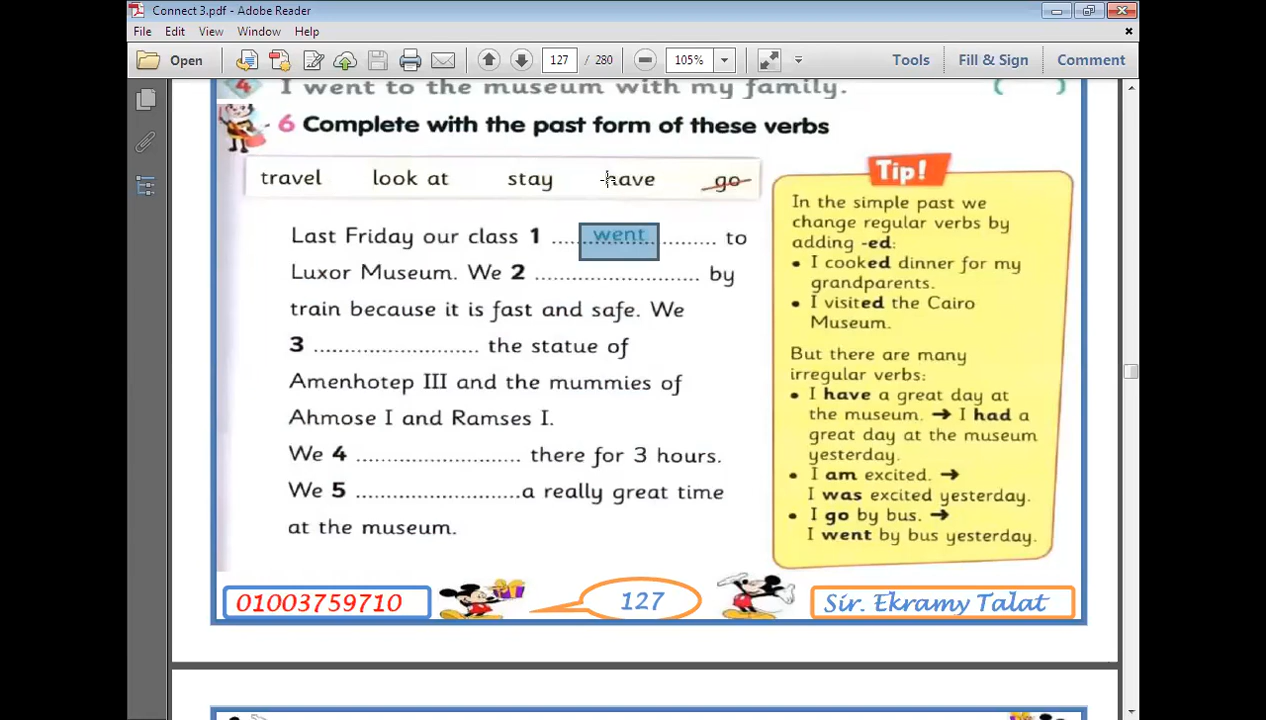 Connect 3.pdf - Adobe Reader
File Edit View Window Help
Open 127 / 280 105% Tools Fill & Sign Comment
4 I went to the museum with my family. ( )
6 Complete with the past form of these verbs
travel look at stay have go
Last Friday our class 1 ....went.......... to
Luxor Museum. We 2 .............................. by
train because it is fast and safe. We
3 .............................. the statue of
Amenhotep III and the mummies of
Ahmose I and Ramses I.
We 4 .............................. there for 3 hours.
We 5 ..............................a really great time
at the museum.
Tip!
In the simple past we
change regular verbs by
adding -ed:
• I cooked dinner for my
grandparents.
• I visited the Cairo
Museum.
But there are many
irregular verbs:
• I have a great day at
the museum. ➔ I had a
great day at the museum
yesterday.
• I am excited. ➔
I was excited yesterday.
• I go by bus. ➔
I went by bus yesterday.
01003759710 127 Sir. Ekramy Talat